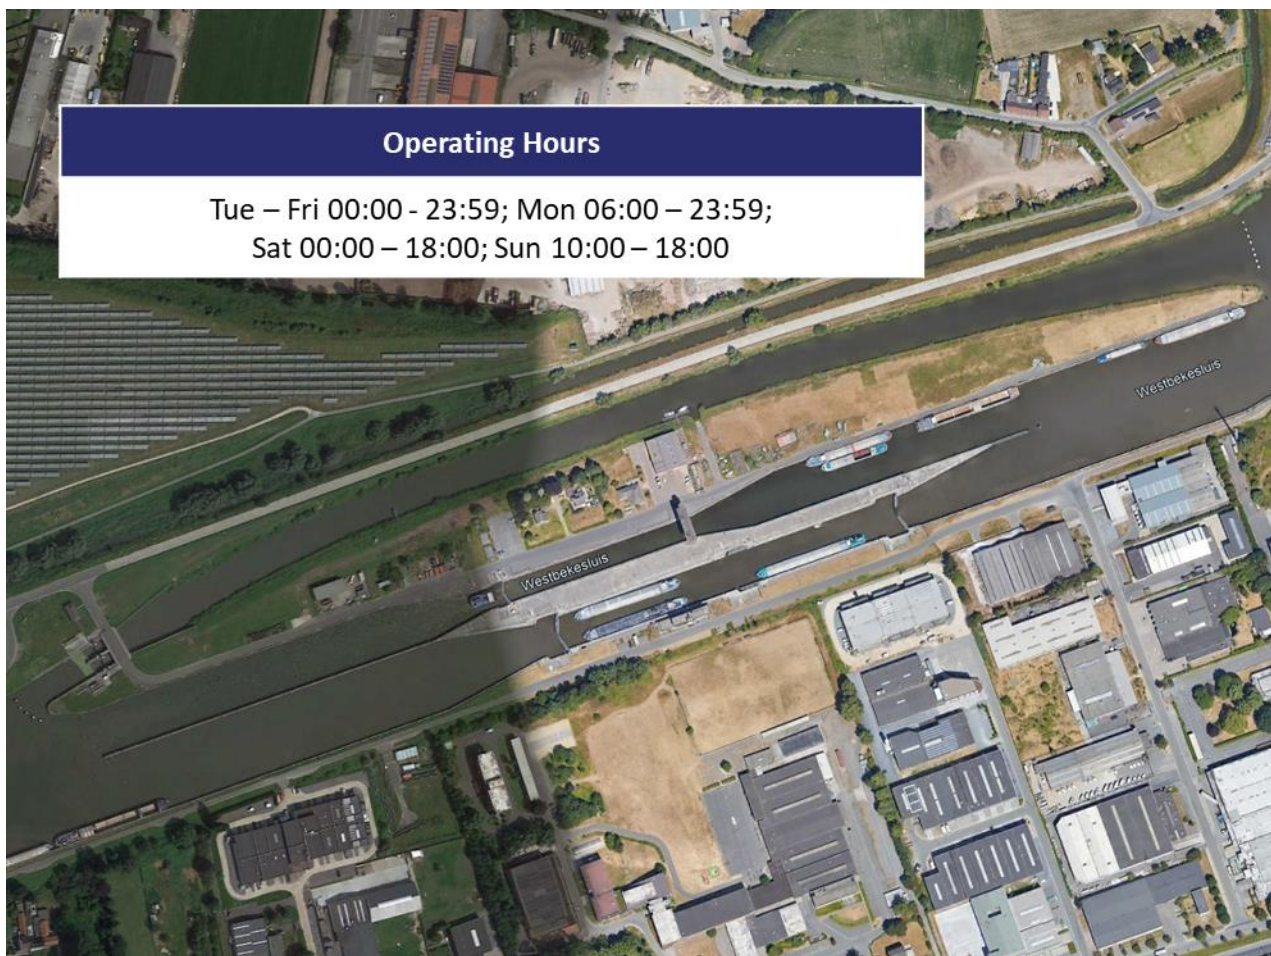 Operating Hours
Tue – Fri 00:00 - 23:59; Mon 06:00 – 23:59;
Sat 00:00 – 18:00; Sun 10:00 – 18:00
Westbekesluis
Westbekesluis